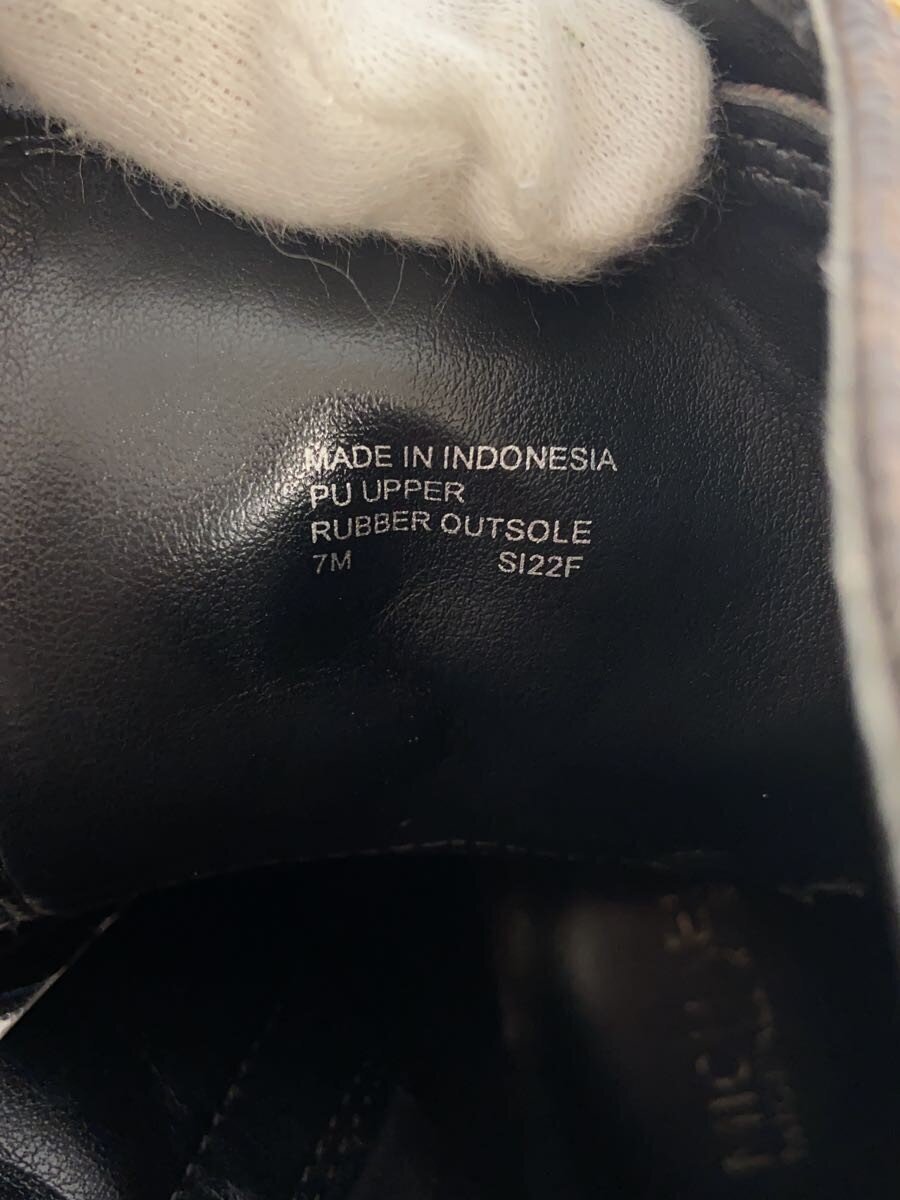 MADE IN INDONESIA
PU UPPER
RUBBER OUTSOLE
7M SI22F